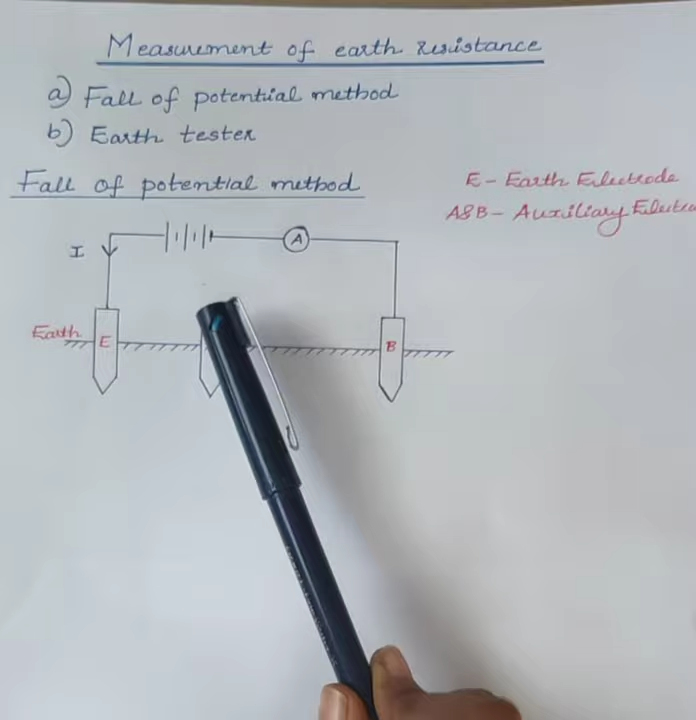 Measurement of earth resistance
a) Fall of potential method
b) Earth tester
Fall of potential method
E - Earth Electrode
A&B - Auxiliary
I
A
Earth
E
B